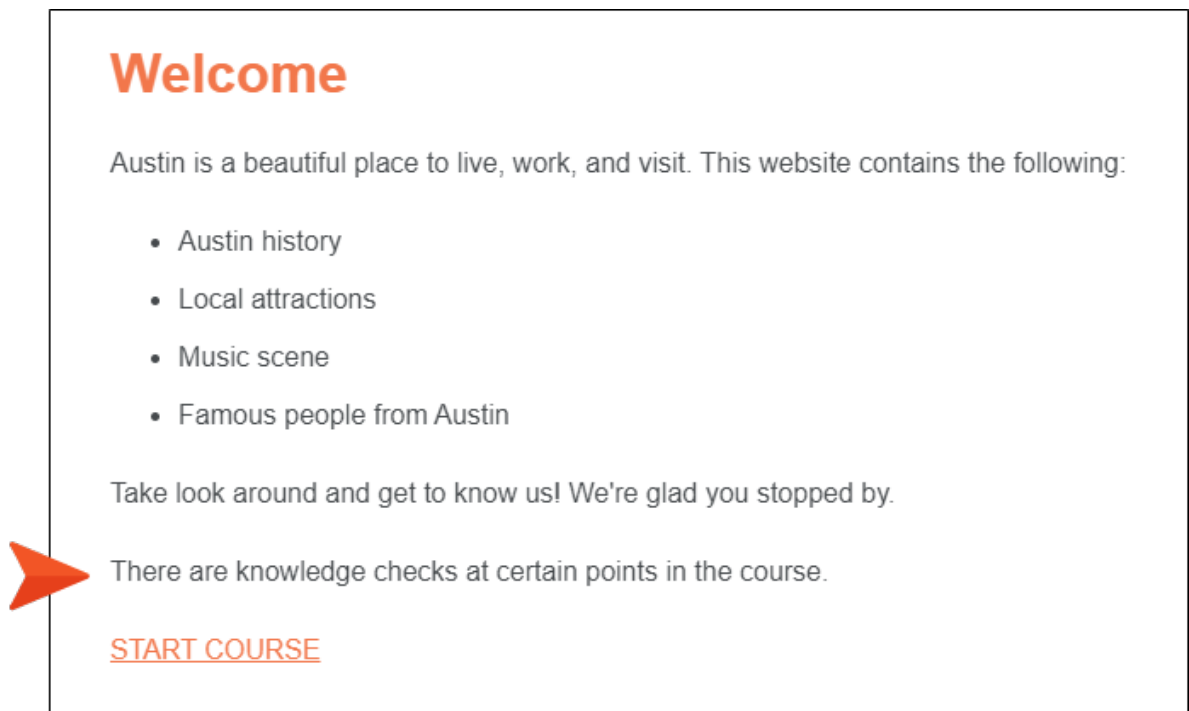 Welcome
Austin is a beautiful place to live, work, and visit. This website contains the following:
• Austin history
• Local attractions
• Music scene
• Famous people from Austin
Take look around and get to know us! We're glad you stopped by.
There are knowledge checks at certain points in the course.
START COURSE